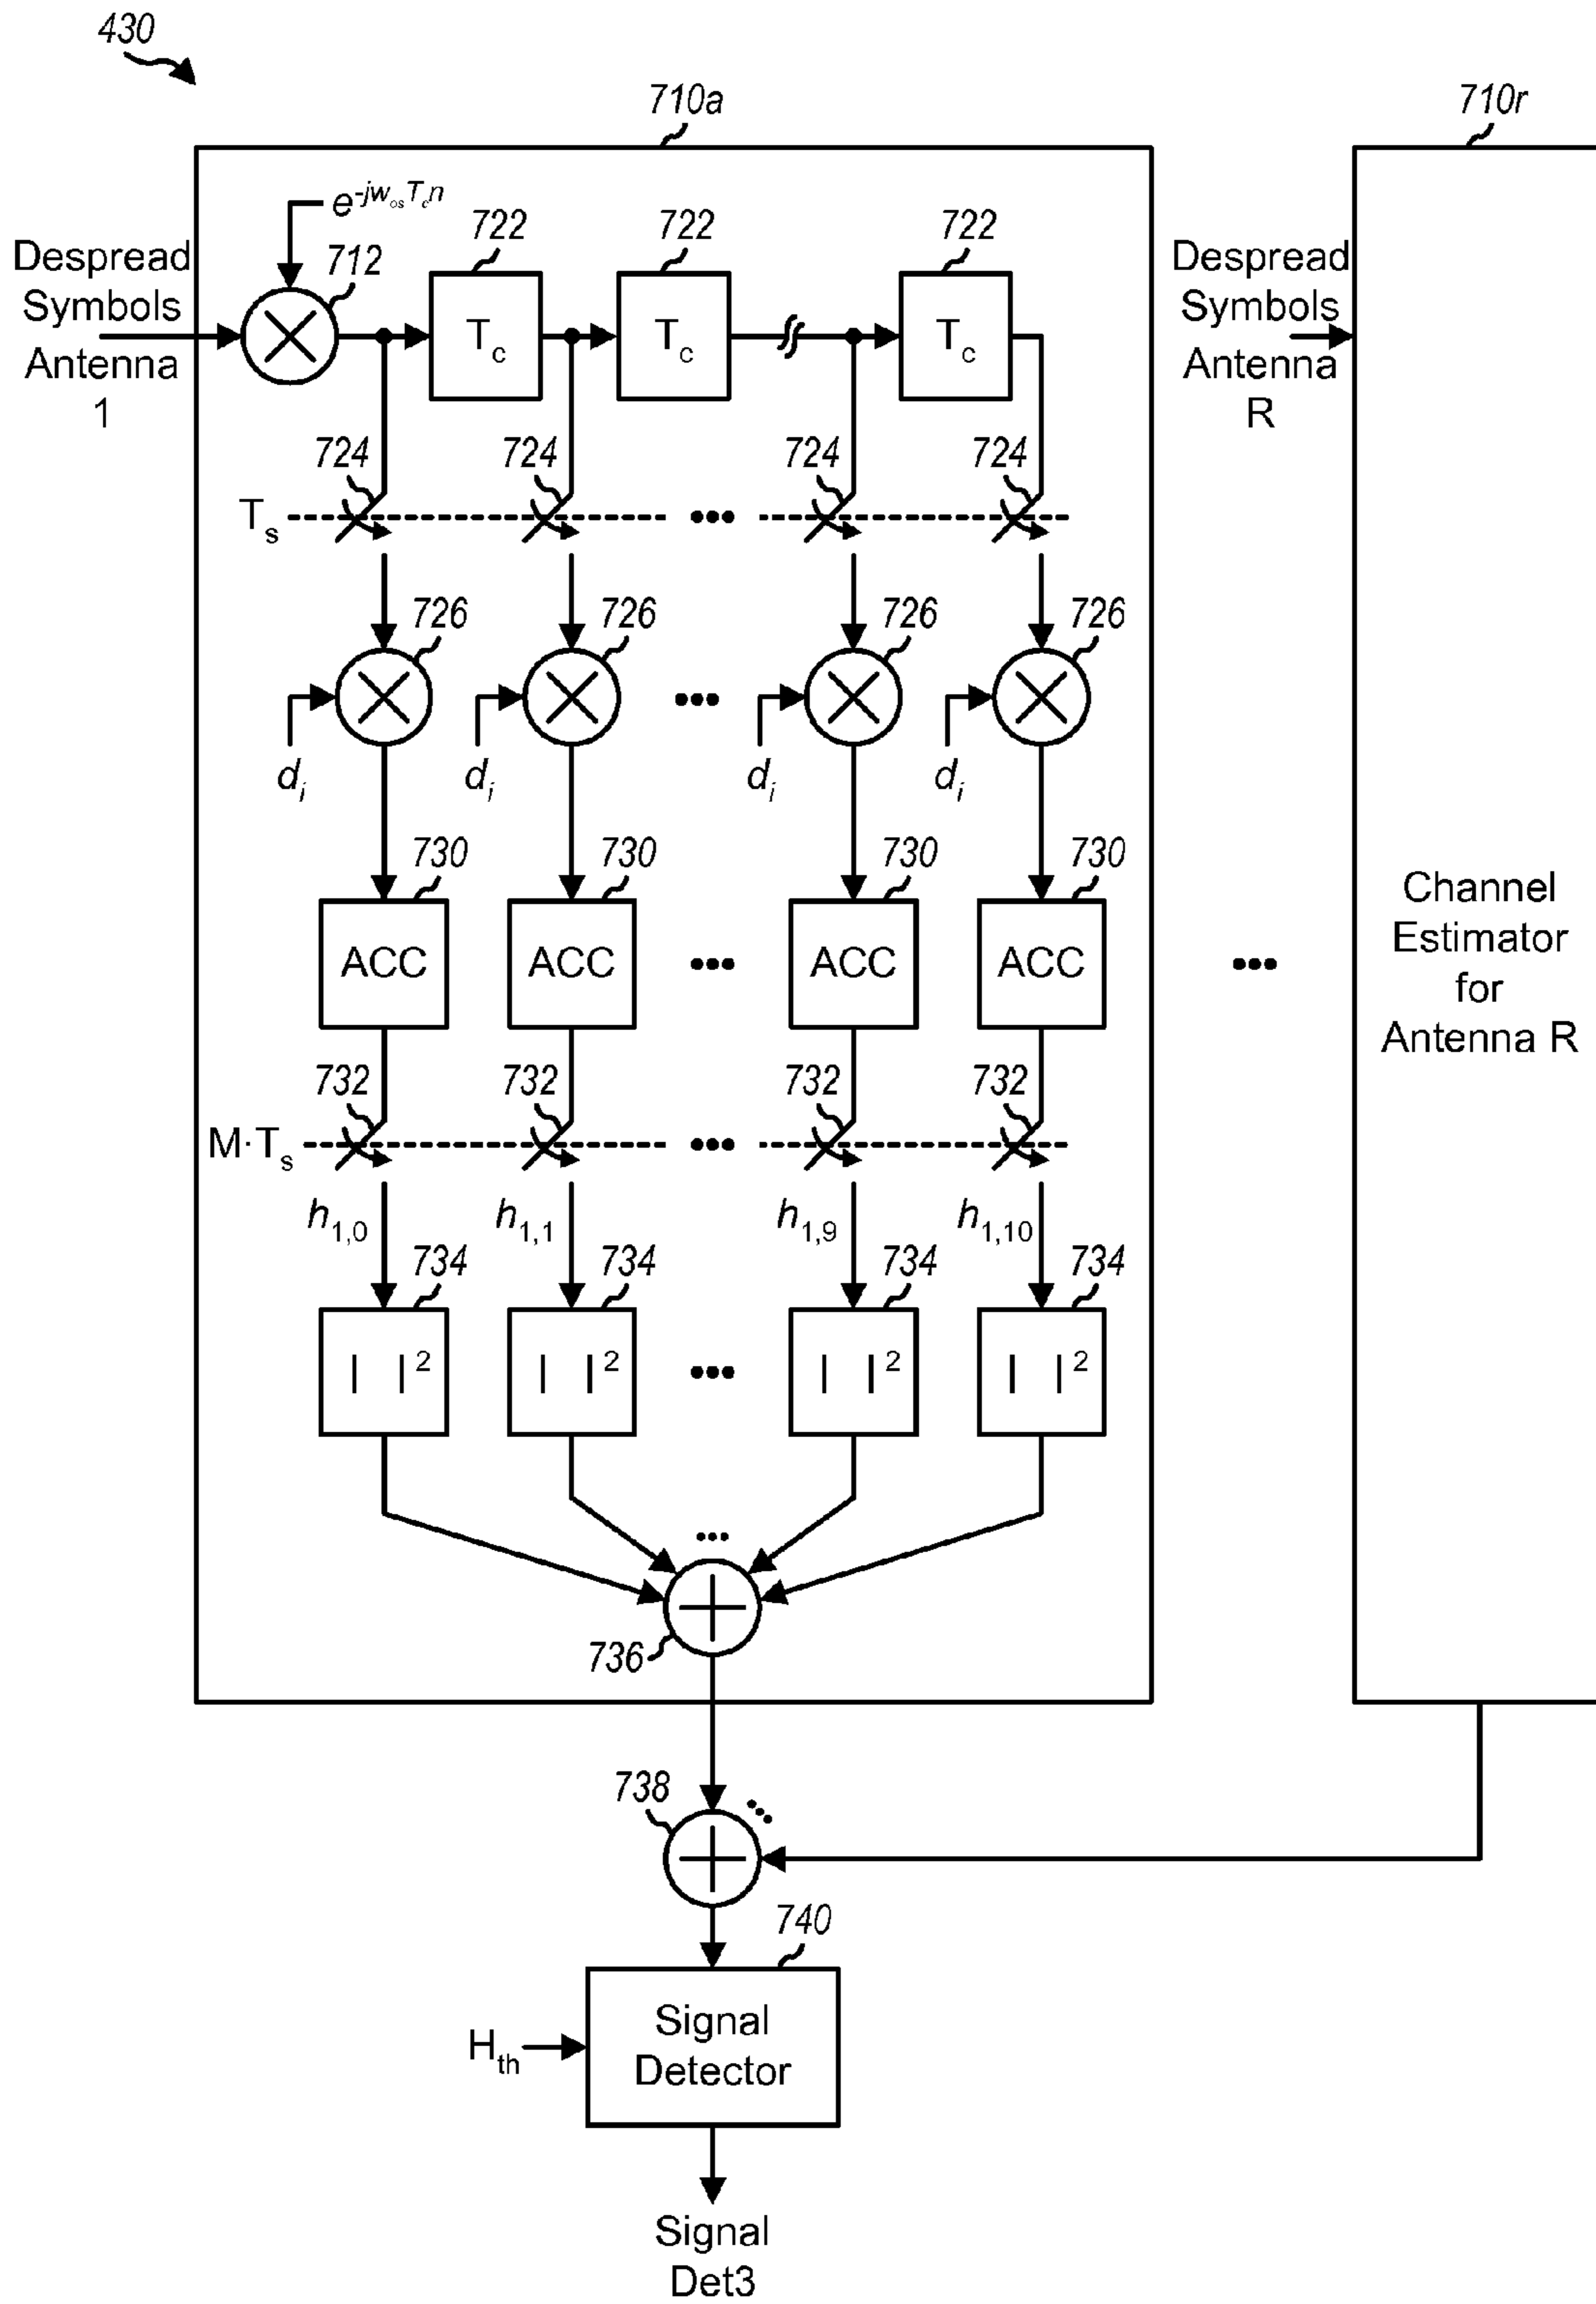 430
710a
710r
e-jwosTcn
712
722
722
722
Despread
Symbols
Antenna
1
Tc
Tc
Tc
Despread
Symbols
Antenna
R
724
724
724
724
Ts
•••
726
726
726
726
•••
di
di
di
di
730
730
730
730
ACC
ACC
•••
ACC
ACC
•••
Channel
Estimator
for
Antenna R
732
732
732
732
M·Ts
•••
h1,0
h1,1
h1,9
h1,10
734
734
734
734
| |2
| |2
•••
| |2
| |2
•••
736
738
740
Hth
Signal
Detector
Signal
Det3